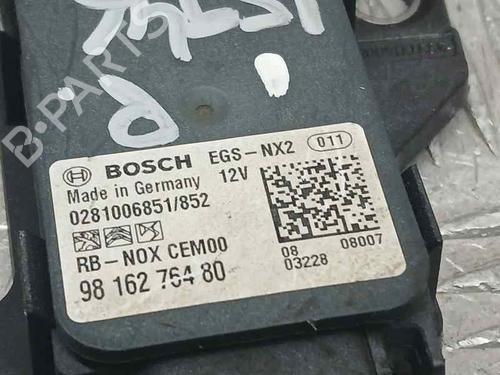 B-PARTS
BOSCH EGS-NX2 011
Made in Germany 12V
0281006851/852
RB-NOX CEM00
98 162 764 80
08 08007
03228